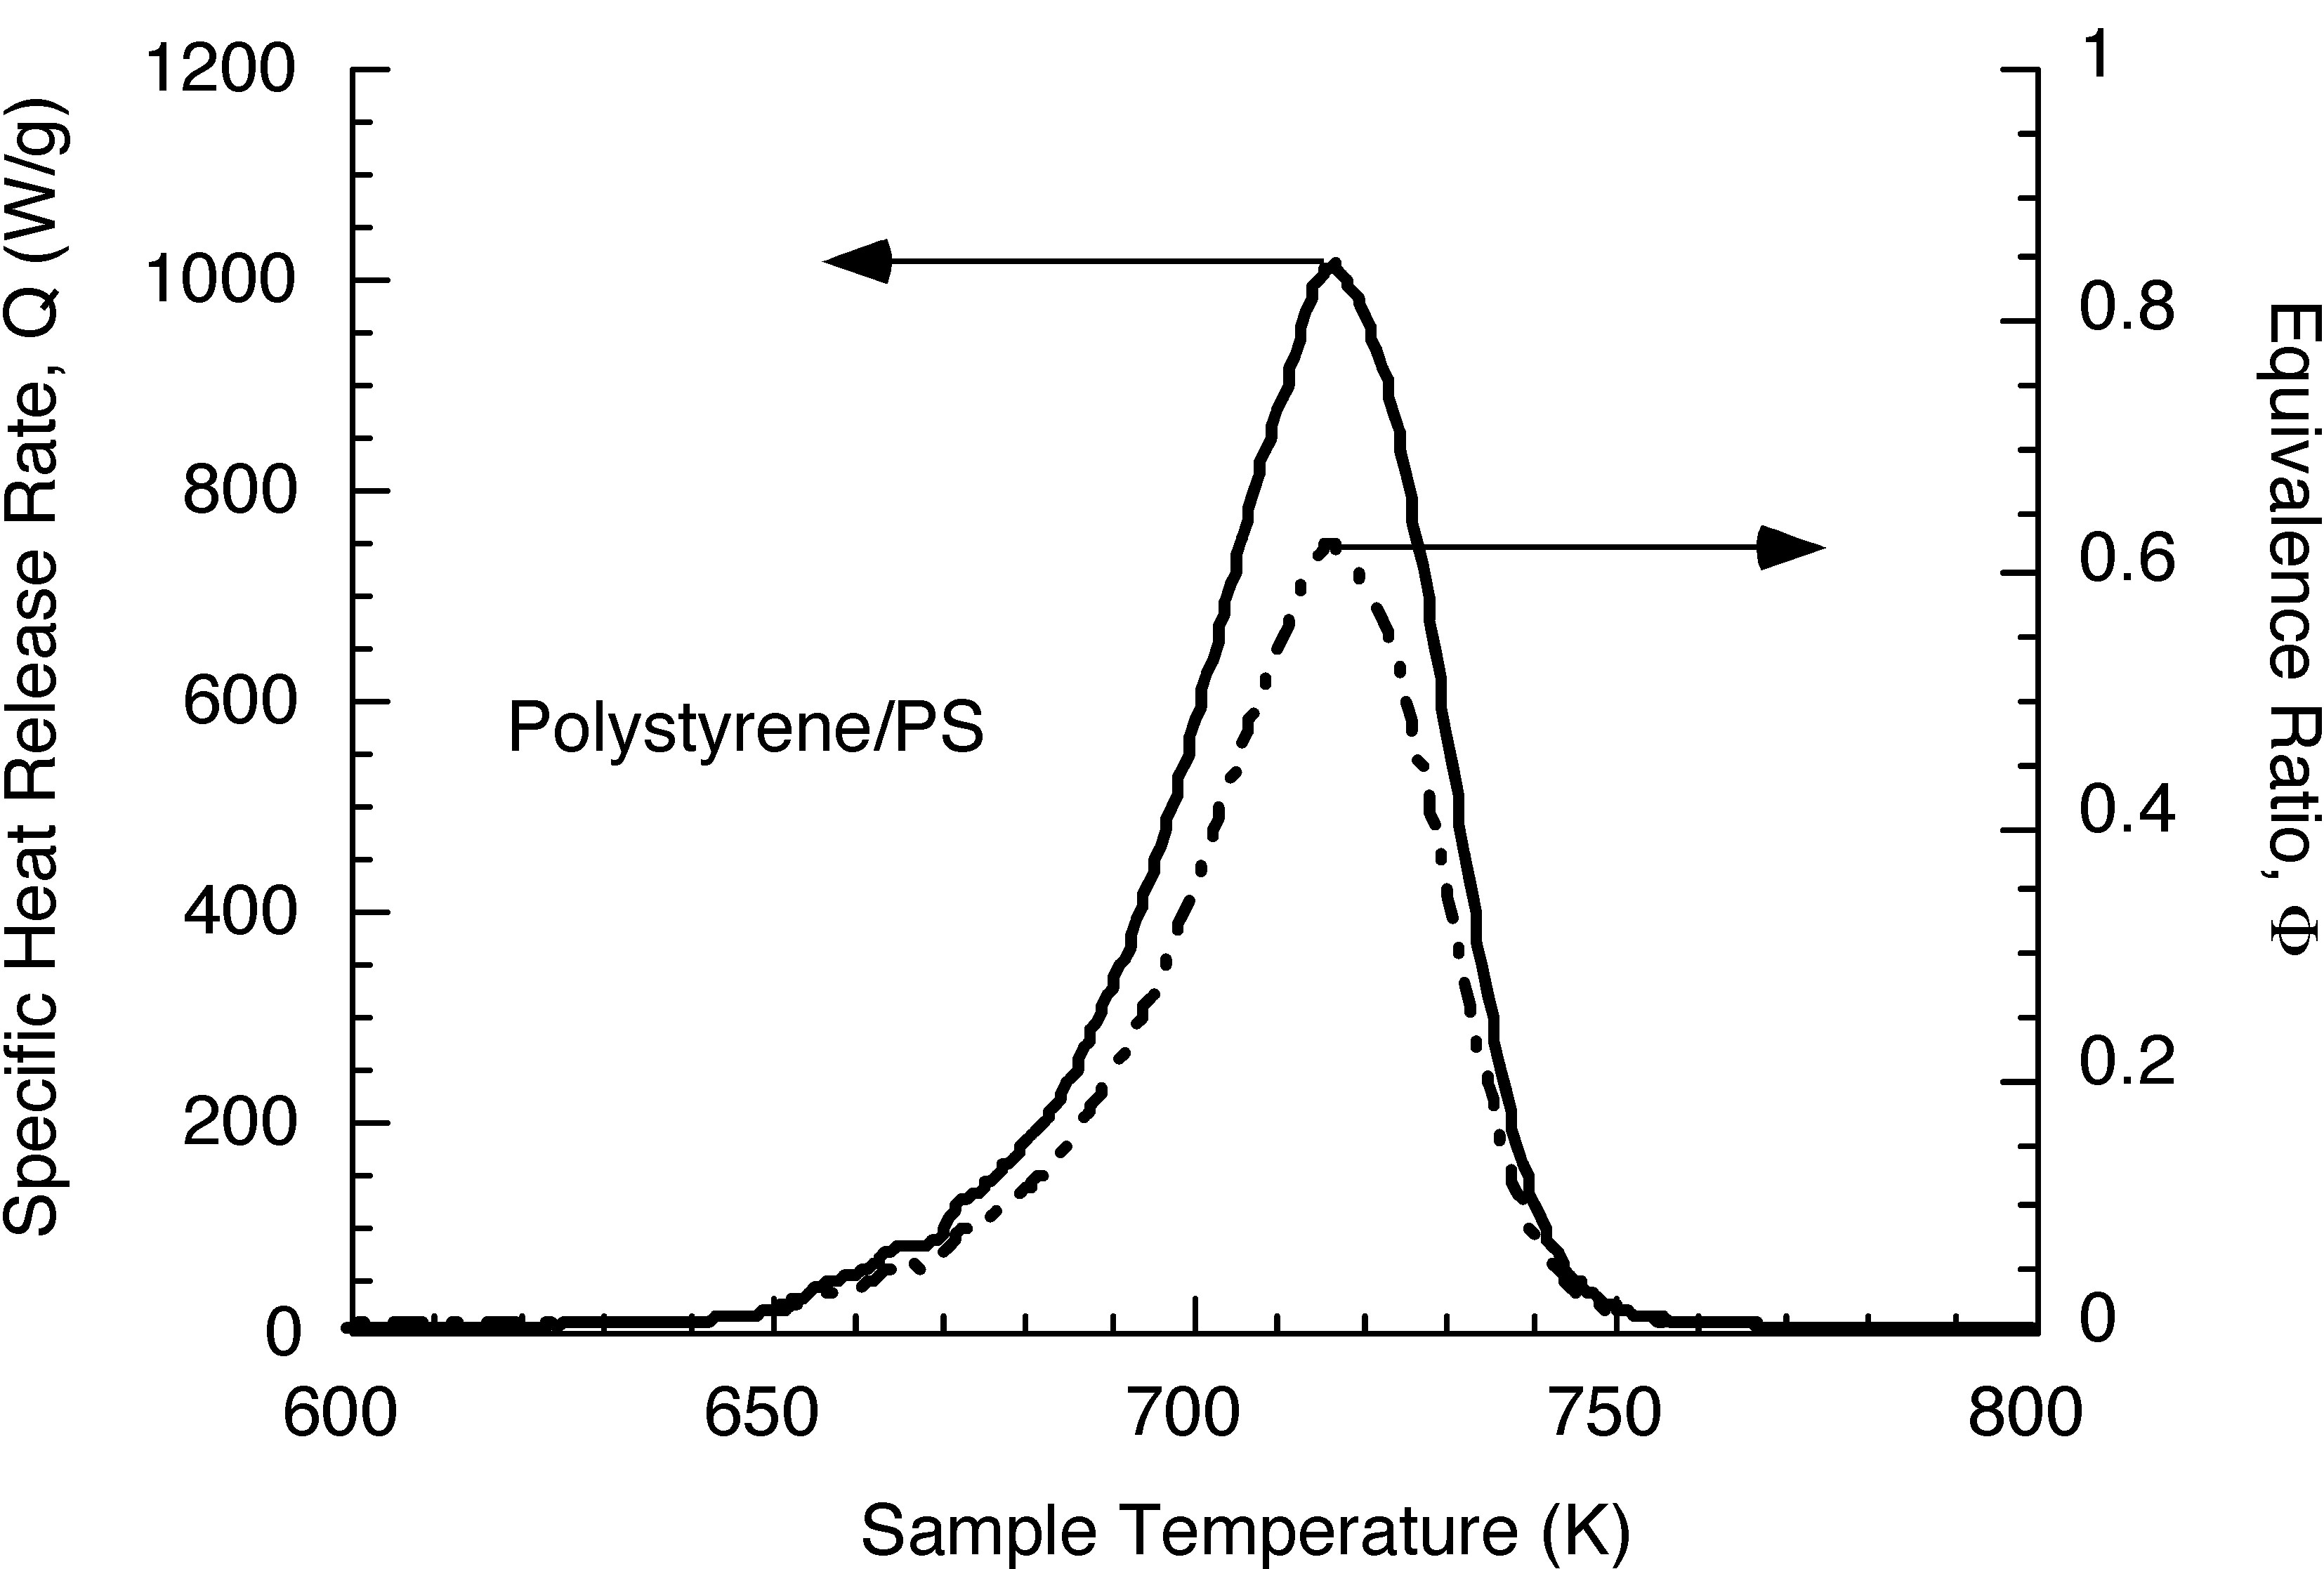 Specific Heat Release Rate, Q (W/g)
1200
1000
800
600
400
200
0
Polystyrene/PS
1
0.8
0.6
0.4
0.2
0
Equivalence Ratio, Φ
600 650 700 750 800
Sample Temperature (K)